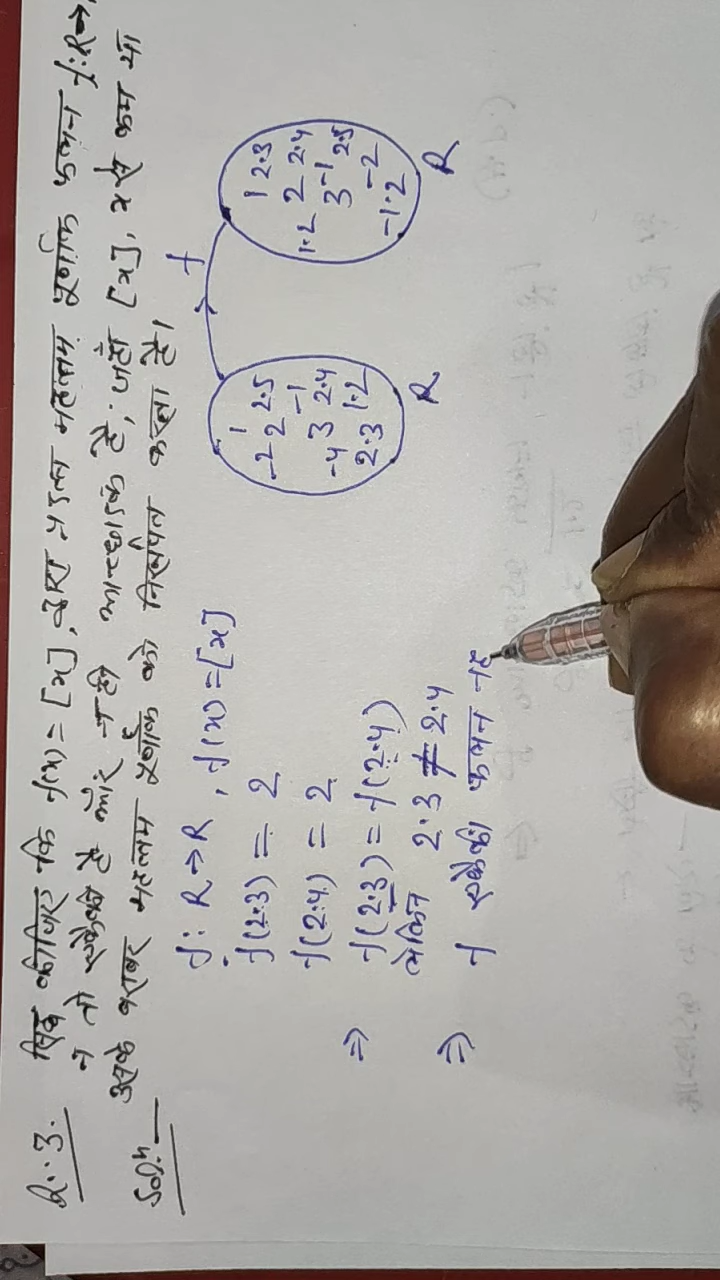 Q.3. सिद्ध कीजिए कि f(x) = [x]. द्वारा प्रदत्त महत्तम पूर्णांक फलन f:R→
न तो एकैकी है और न ही आच्छादक है, जहाँ [x], x से कम या
उसके बराबर महत्तम पूर्णांक को निरूपित करता है।
Solⁿ:—
f: R→R , f(x)=[x]
f(2.3) = 2
f(2.4) = 2
⇒ f(2.3) = f(2.4)
लेकिन 2.3 ≠ 2.4
⇒ f एकैकी फलन नह
f
1
-2 2 2.5
-1
-4 3 2.4
2.3 1.2
R
1 2.3
1.2 2 2.4
3 -1 2.5
-1.2 -2
R